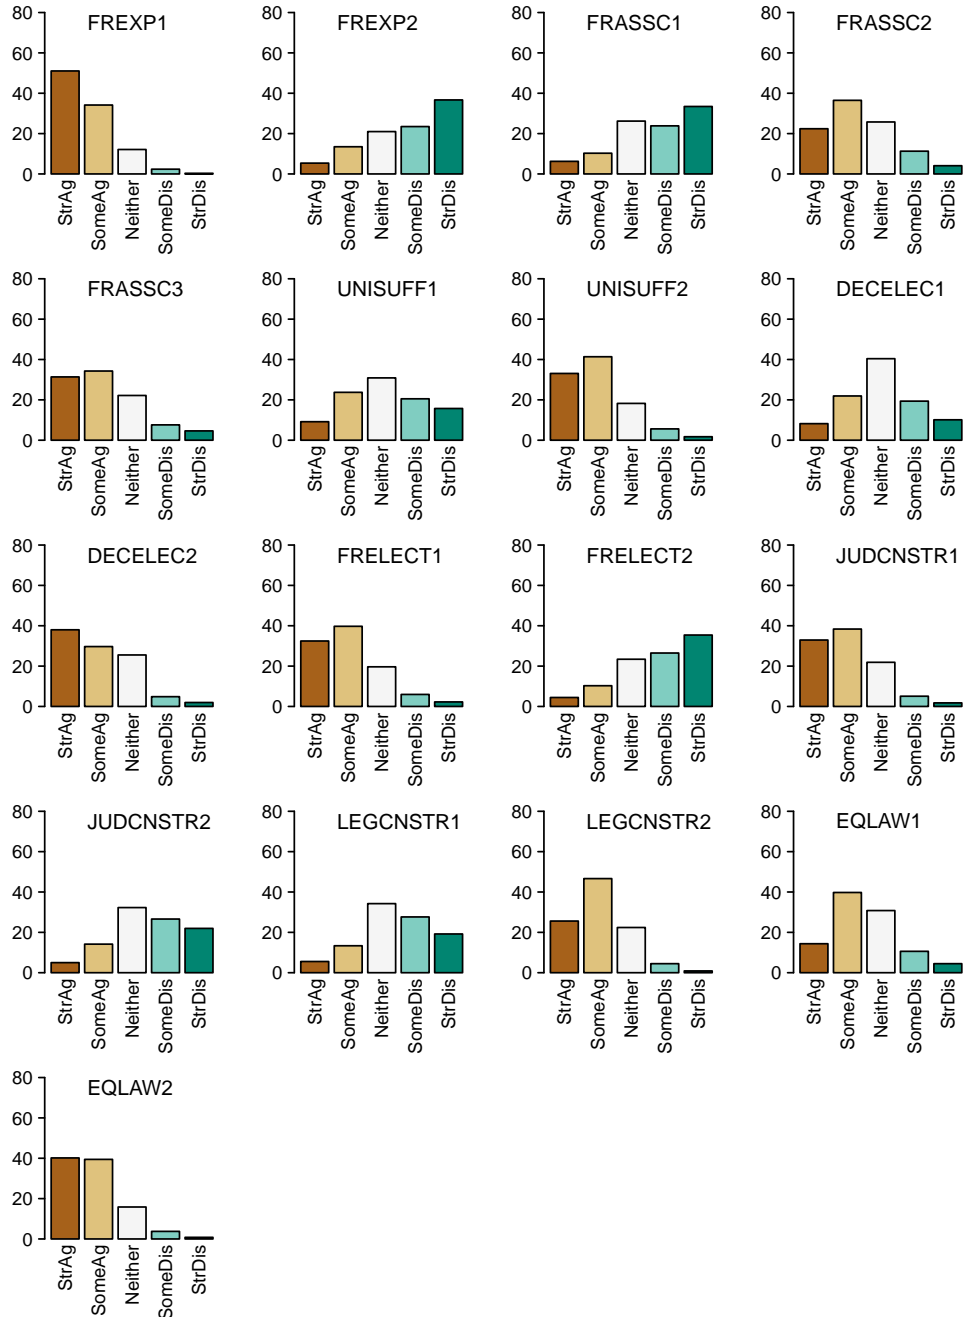 FREXP1 FREXP2 FRASSC1 FRASSC2
80 80 80 80
60 60 60 60
40 40 40 40
20 20 20 20
0 0 0 0
StrAg SomeAg Neither SomeDis StrDis StrAg SomeAg Neither SomeDis StrDis StrAg SomeAg Neither SomeDis StrDis StrAg SomeAg Neither SomeDis StrDis
FRASSC3 UNISUFF1 UNISUFF2 DECELEC1
80 80 80 80
60 60 60 60
40 40 40 40
20 20 20 20
0 0 0 0
StrAg SomeAg Neither SomeDis StrDis StrAg SomeAg Neither SomeDis StrDis StrAg SomeAg Neither SomeDis StrDis StrAg SomeAg Neither SomeDis StrDis
DECELEC2 FRELECT1 FRELECT2 JUDCNSTR1
80 80 80 80
60 60 60 60
40 40 40 40
20 20 20 20
0 0 0 0
StrAg SomeAg Neither SomeDis StrDis StrAg SomeAg Neither SomeDis StrDis StrAg SomeAg Neither SomeDis StrDis StrAg SomeAg Neither SomeDis StrDis
JUDCNSTR2 LEGCNSTR1 LEGCNSTR2 EQLAW1
80 80 80 80
60 60 60 60
40 40 40 40
20 20 20 20
0 0 0 0
StrAg SomeAg Neither SomeDis StrDis StrAg SomeAg Neither SomeDis StrDis StrAg SomeAg Neither SomeDis StrDis StrAg SomeAg Neither SomeDis StrDis
EQLAW2
80
60
40
20
0
StrAg SomeAg Neither SomeDis StrDis